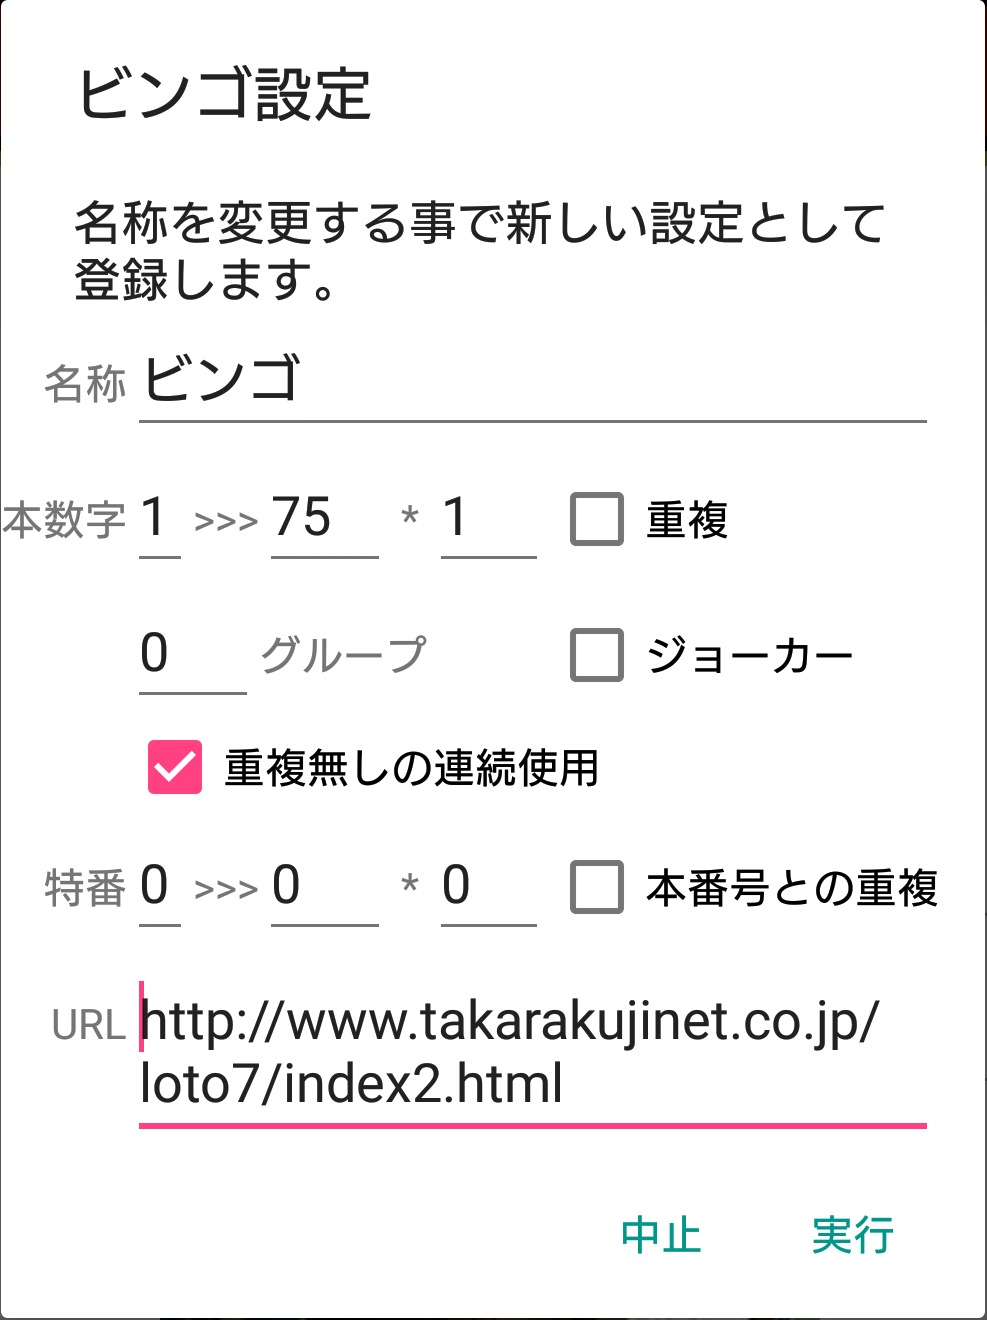 ビンゴ設定
名称を変更する事で新しい設定として
登録します。
名称 ビンゴ
本数字 1 >>> 75 * 1 重複
0 グループ ジョーカー
重複無しの連続使用
特番 0 >>> 0 * 0 本番号との重複
URL http://www.takarakujinet.co.jp/
loto7/index2.html
中止 実行